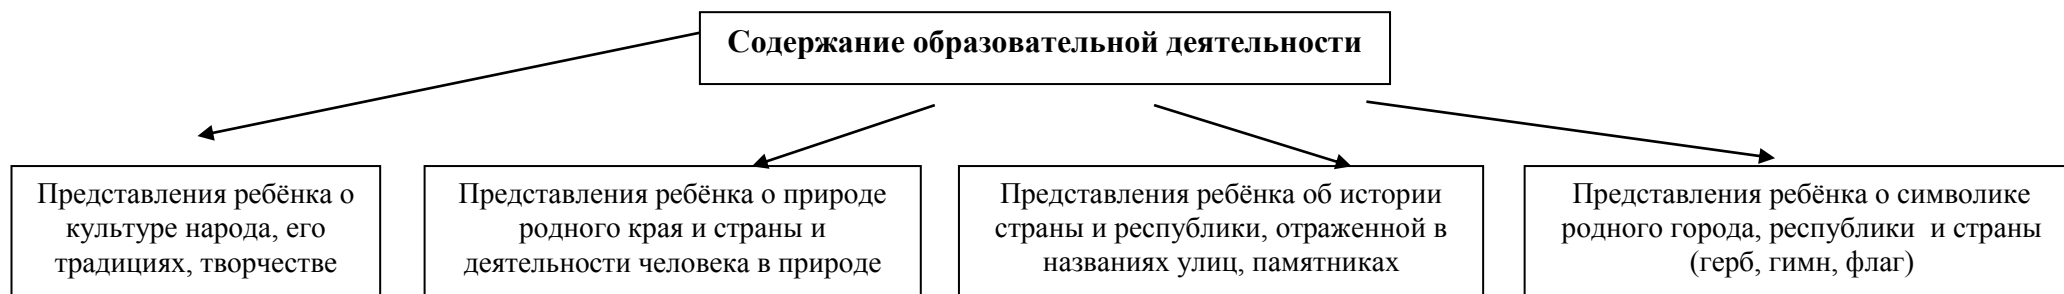 Содержание образовательной деятельности
Представления ребёнка о
культуре народа, его
традициях, творчестве
Представления ребёнка о природе
родного края и страны и
деятельности человека в природе
Представления ребёнка об истории
страны и республики, отраженной в
названиях улиц, памятниках
Представления ребёнка о символике
родного города, республики  и страны
(герб, гимн, флаг)